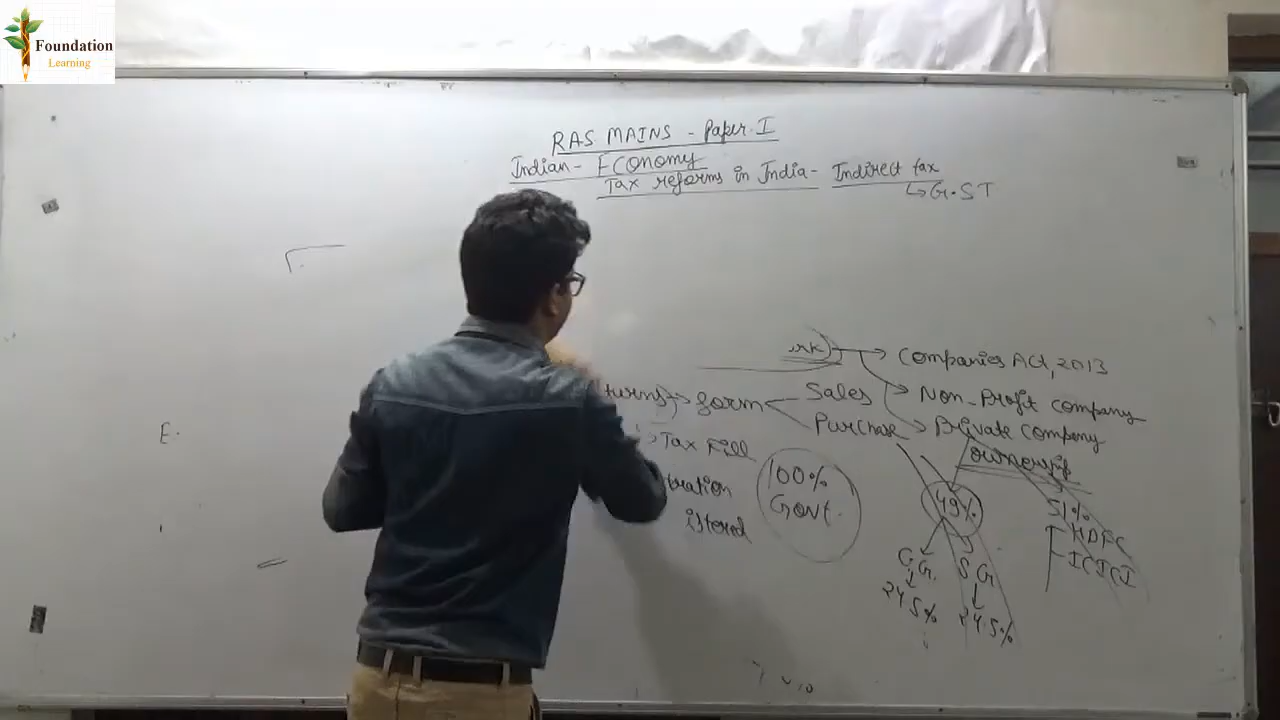 Foundation
Learning
RAS MAINS - Paper-I
Indian - Economy
Tax reforms in India - Indirect tax
↳ G.ST
Companies Act, 2013
form
Sales
Non-Profit company
Purchase
Private company
Tax Fill
ownership
100%
Govt.
49%
51%
HDFC
ICICI
C.G.
S.G
24.5%
24.5%
E.